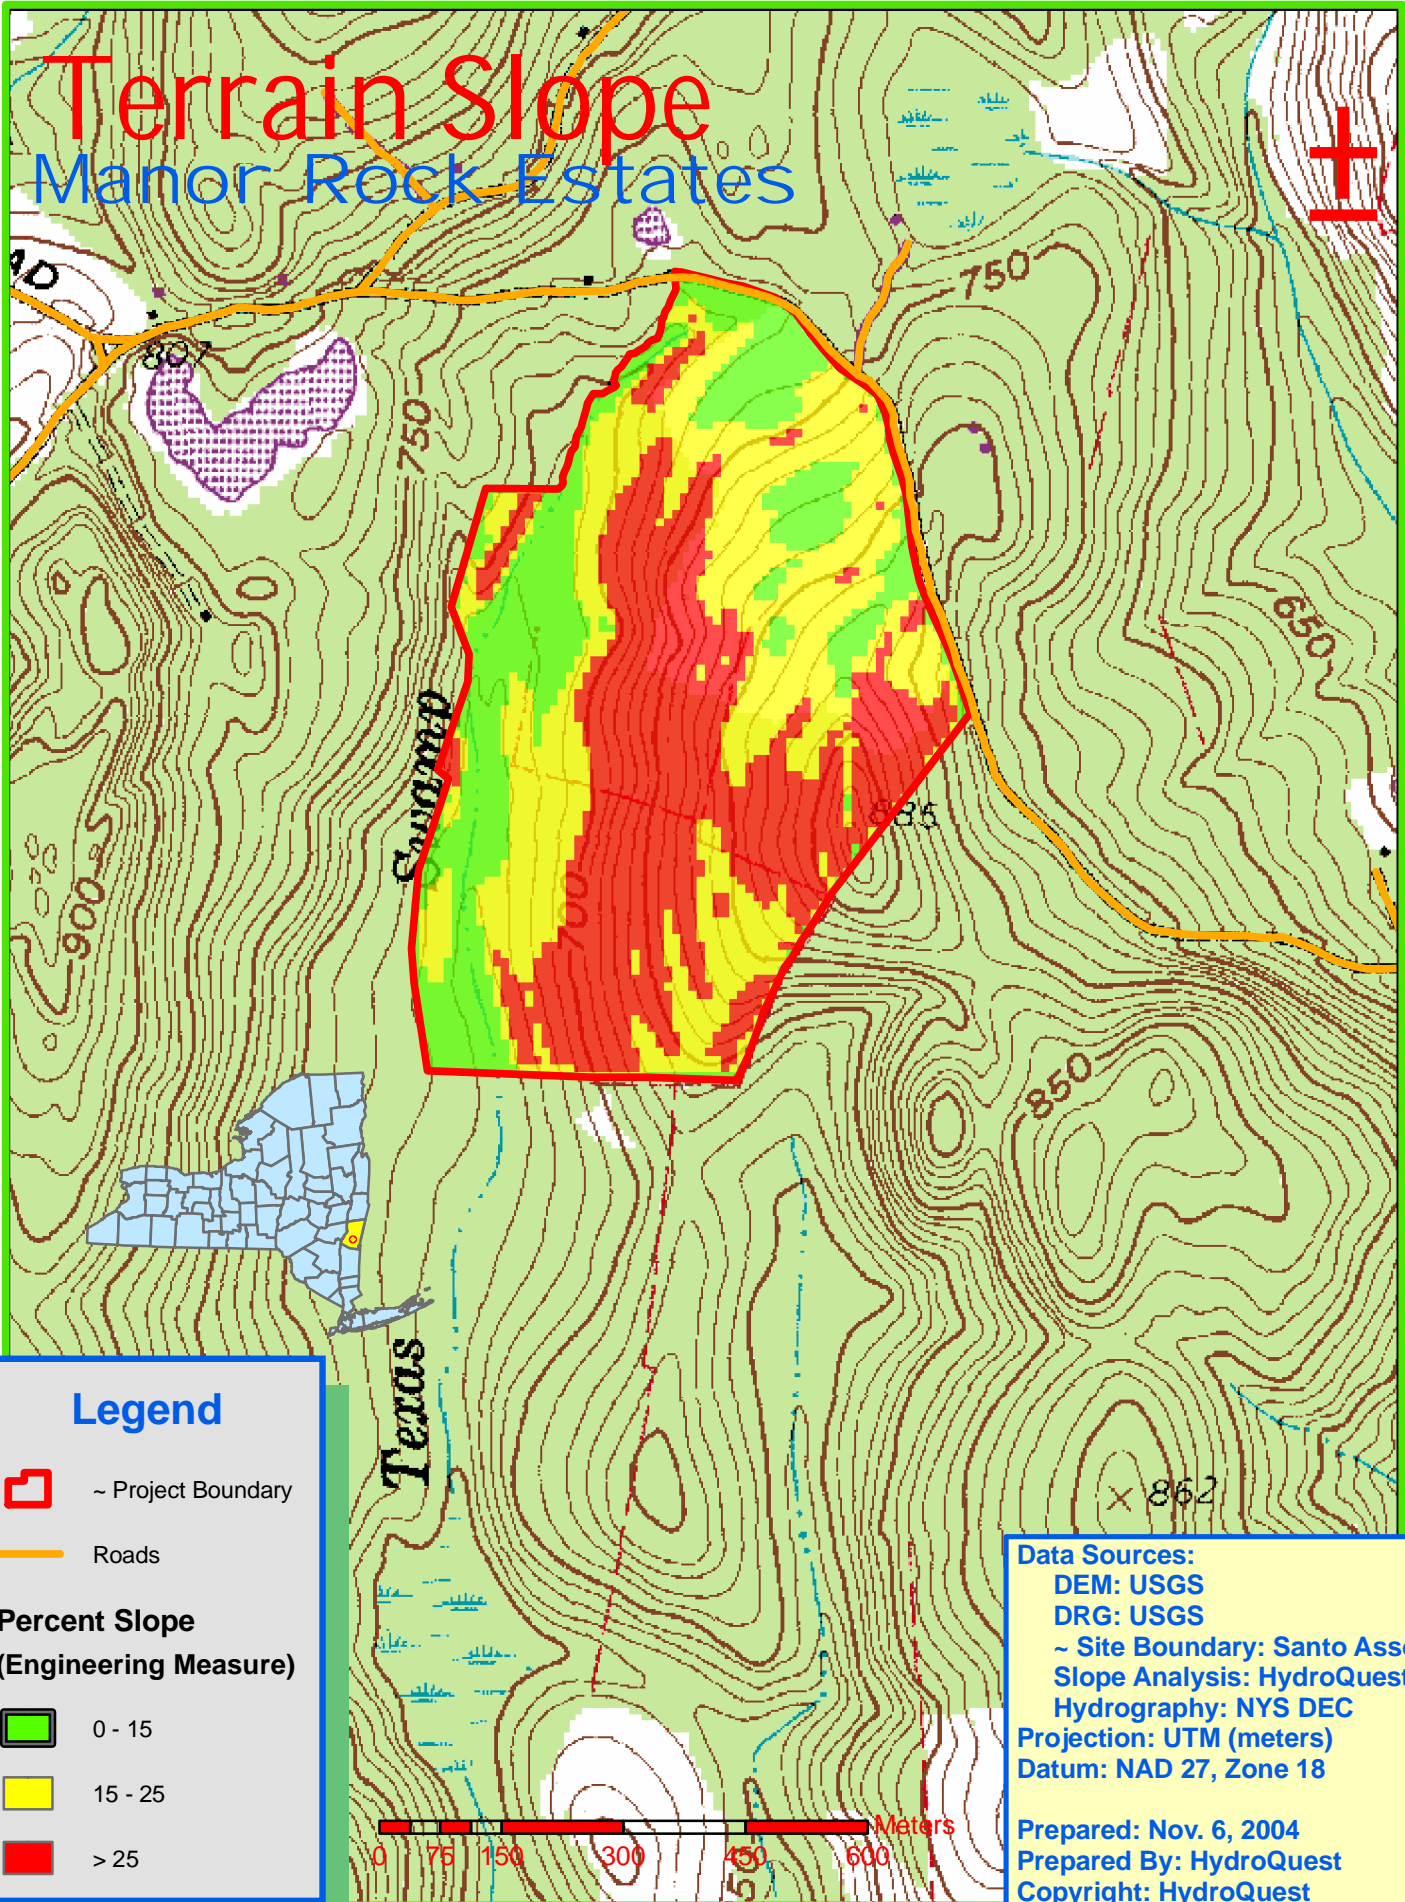 Terrain Slope
Manor Rock Estates
AD
807
750
750
650
Swamp
885
900
700
850
Texas
862
Legend
~ Project Boundary
Roads
Percent Slope
(Engineering Measure)
0 - 15
15 - 25
> 25
Meters
0 75 150 300 450 600
Data Sources:
DEM: USGS
DRG: USGS
~ Site Boundary: Santo Asso
Slope Analysis: HydroQuest
Hydrography: NYS DEC
Projection: UTM (meters)
Datum: NAD 27, Zone 18
Prepared: Nov. 6, 2004
Prepared By: HydroQuest
Copyright: HydroQuest